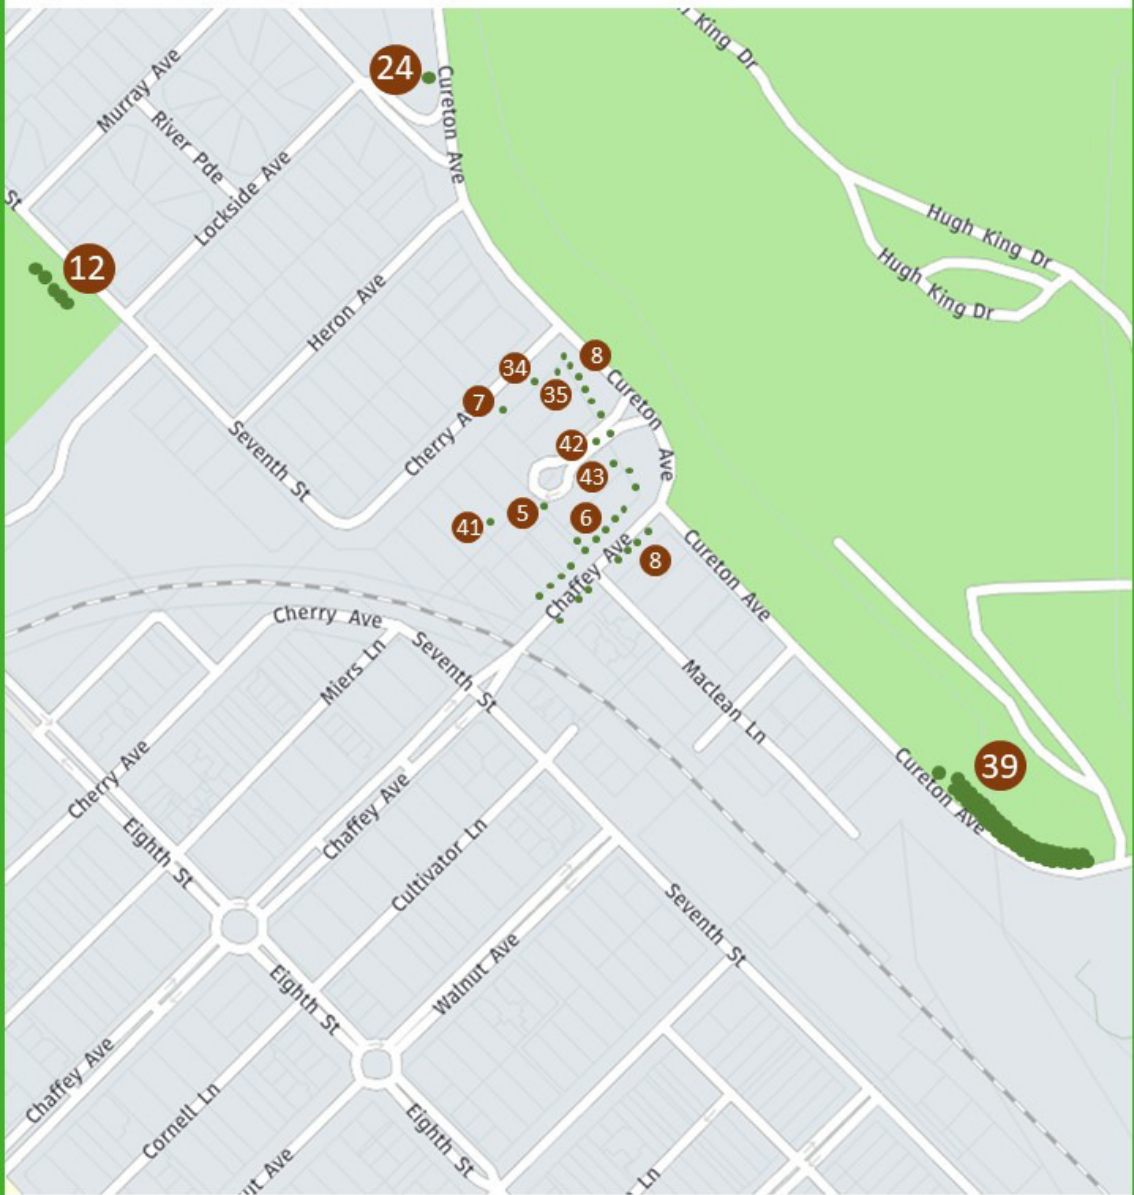 King Dr
24
Murray Ave
Cureton Ave
River Pde
Lockside Ave
St
Hugh King Dr
12
Hugh King Dr
Heron Ave
8
34
35
Cureton Ave
7
Cherry A
42
Seventh St
43
5
6
41
8
Chaffey Ave
Cureton Ave
Cherry Ave
Seventh St
Miers Ln
Maclean Ln
39
Cureton Ave
Cherry Ave
Chaffey Ave
Eighth St
Cultivator Ln
Seventh St
Walnut Ave
Eighth St
Chaffey Ave
Cornell Ln
Eighth St
ut Ave
Ln